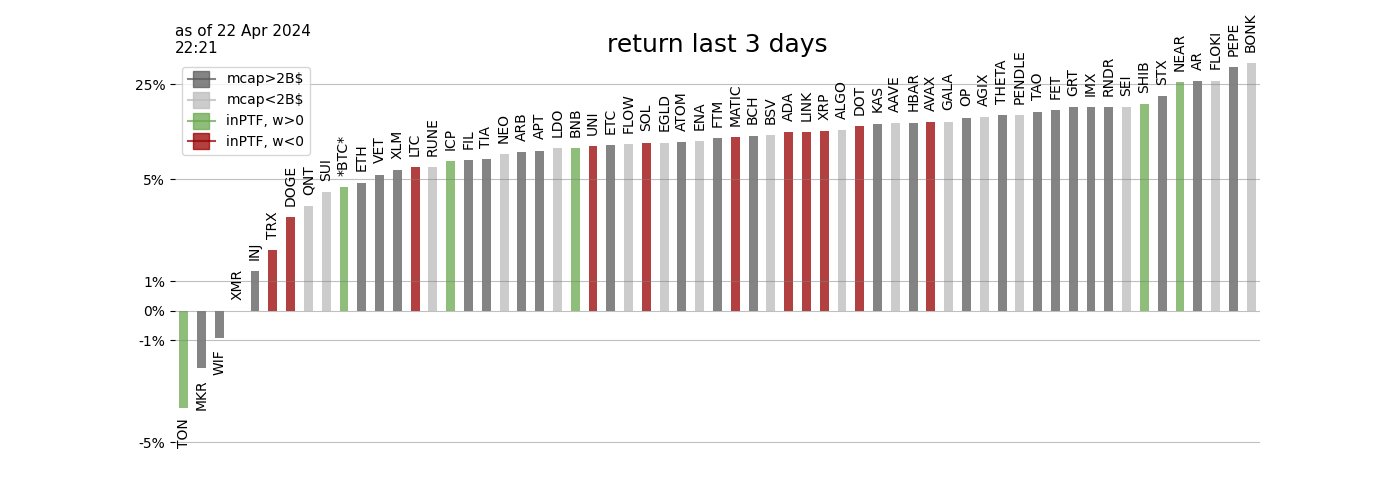 as of 22 Apr 2024
22:21
return last 3 days
mcap>2B$
mcap<2B$
inPTF, w>0
inPTF, w<0
25%
5%
1%
0%
-1%
-5%
TON
MKR
WIF
XMR
INJ
TRX
DOGE
QNT
SUI
*BTC*
ETH
VET
XLM
LTC
RUNE
ICP
FIL
TIA
NEO
ARB
APT
LDO
BNB
UNI
ETC
FLOW
SOL
EGLD
ATOM
ENA
FTM
MATIC
BCH
BSV
ADA
LINK
XRP
ALGO
DOT
KAS
AAVE
HBAR
AVAX
GALA
OP
AGIX
THETA
PENDLE
TAO
FET
GRT
IMX
RNDR
SEI
SHIB
STX
NEAR
AR
FLOKI
PEPE
BONK